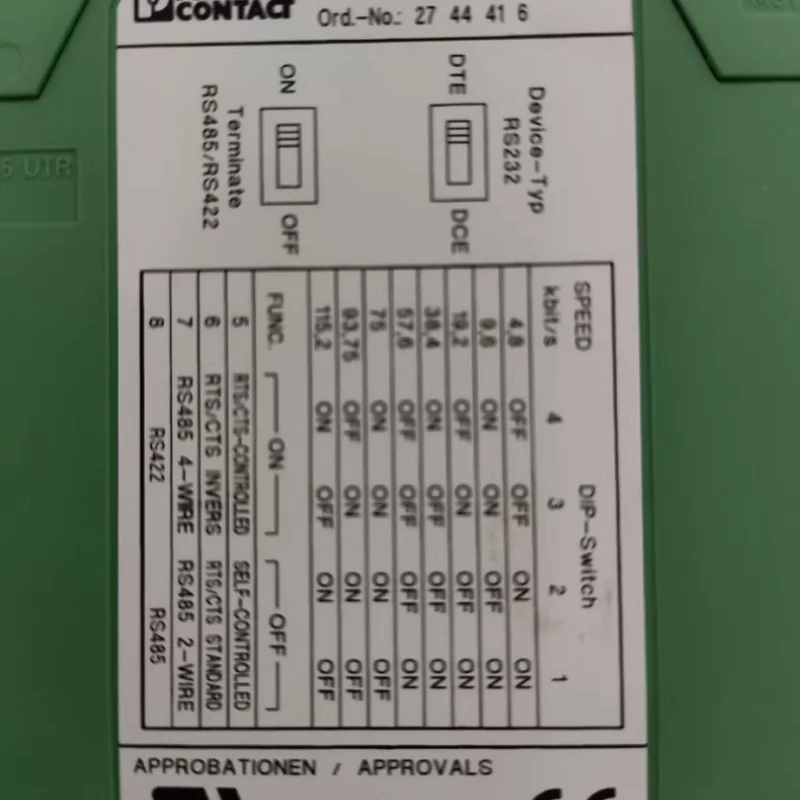 CONTACT Ord.-No.: 27 44 41 6
Device-Typ
RS232
DTE DCE
ON OFF
Terminate
RS485/RS422
SPEED DIP-Switch
kbit/s 4 3 2 1
4,8 OFF OFF ON ON
9,6 ON ON OFF ON
19,2 OFF ON OFF ON
38,4 ON OFF OFF ON
57,6 OFF OFF OFF ON
75 ON ON ON OFF
93,75 OFF ON ON OFF
115,2 ON OFF ON OFF
FUNC. ON OFF
5 RTS/CTS-CONTROLLED SELF-CONTROLLED
6 RTS/CTS INVERS RTS/CTS STANDARD
7 RS485 4-WIRE RS485 2-WIRE
8 RS422 RS485
APPROBATIONEN / APPROVALS
UTR